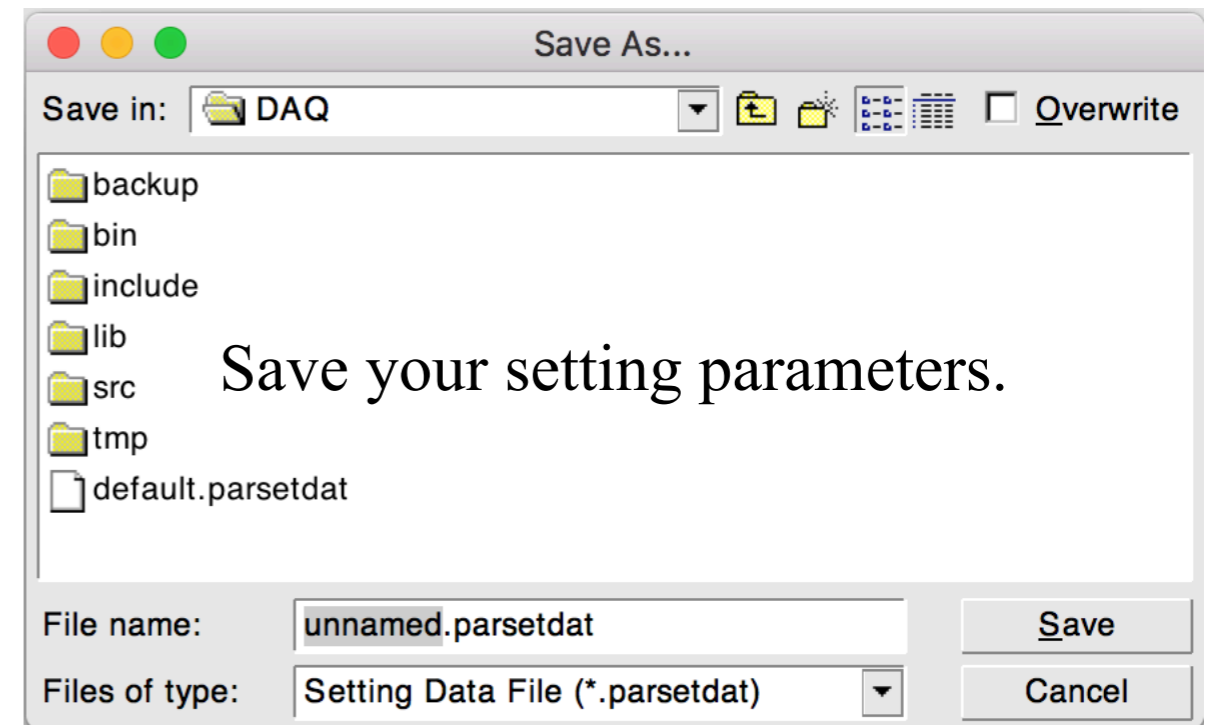 Save As...
Save in: DAQ Overwrite
backup
bin
include
lib
Save your setting parameters.
src
tmp
default.parsetdat
File name: unnamed.parsetdat Save
Files of type: Setting Data File (*.parsetdat) Cancel